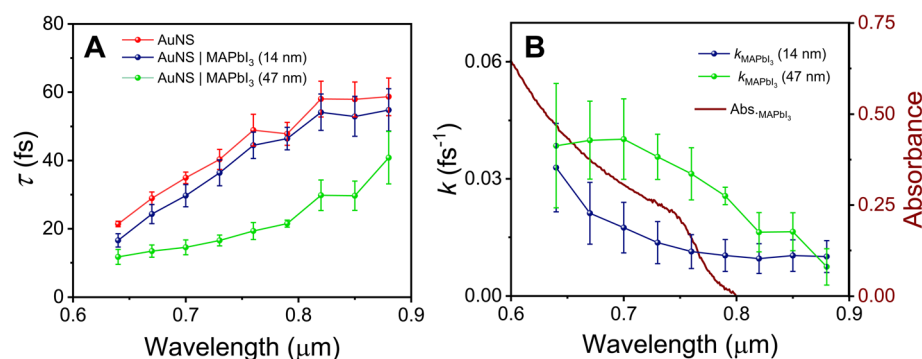 A
AuNS
AuNS | MAPbI₃ (14 nm)
AuNS | MAPbI₃ (47 nm)
80
60
40
20
0
τ (fs)
0.6
0.7
0.8
0.9
Wavelength (μm)
B
k_MAPbI₃ (14 nm)
k_MAPbI₃ (47 nm)
Abs._MAPbI₃
0.06
0.03
0.00
k (fs⁻¹)
0.6
0.7
0.8
0.9
Wavelength (μm)
0.75
0.50
0.25
0.00
Absorbance